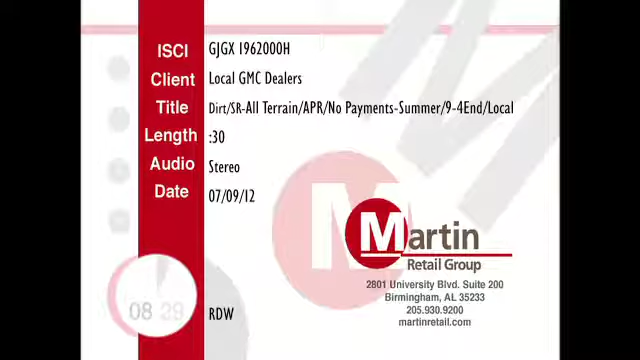 ISCI GJGX 1962000H
Client Local GMC Dealers
Title Dirt/SR-All Terrain/APR/No Payments-Summer/9-4End/Local
Length :30
Audio Stereo
Date 07/09/12
Martin
Retail Group
2801 University Blvd. Suite 200
Birmingham, AL 35233
205.930.9200
martinretail.com
08 29
RDW